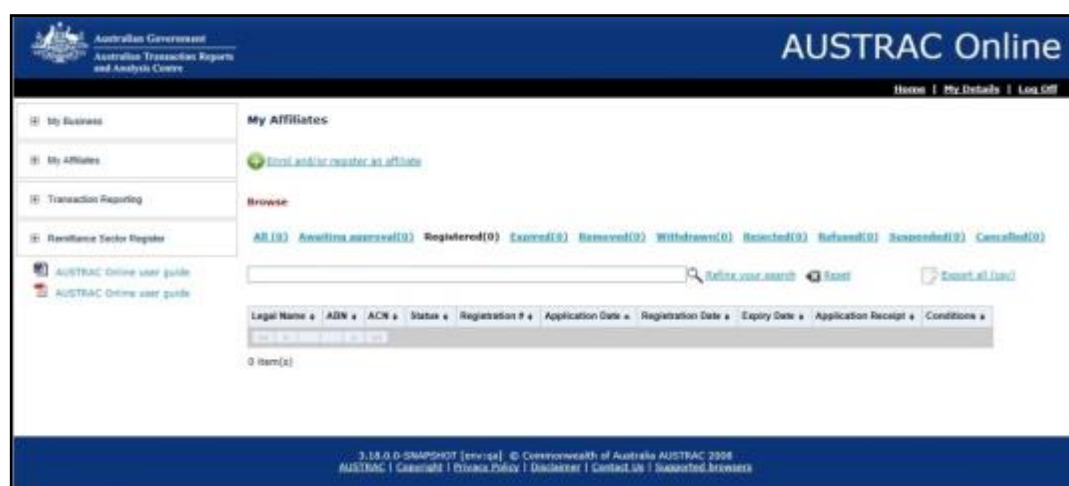 Australian Government
Australian Transaction Reports
and Analysis Centre
AUSTRAC Online
Home | My Details | Log Off
My Business
My Affiliates
Transaction Reporting
Remittance Sector Register
AUSTRAC Online user guide
AUSTRAC Online user guide
My Affiliates
Enrol and/or register an affiliate
Browse
All (0) Awaiting approval(0) Registered(0) Expired(0) Removed(0) Withdrawn(0) Rejected(0) Refused(0) Suspended(0) Cancelled(0)
Refine your search Reset Export all (csv)
Legal Name ABN ACN Status Registration # Application Date Registration Date Expiry Date Application Receipt Conditions
0 item(s)
3.18.0.0-SNAPSHOT [env:qa] © Commonwealth of Australia AUSTRAC 2008
AUSTRAC | Copyright | Privacy Policy | Disclaimer | Contact Us | Supported browsers